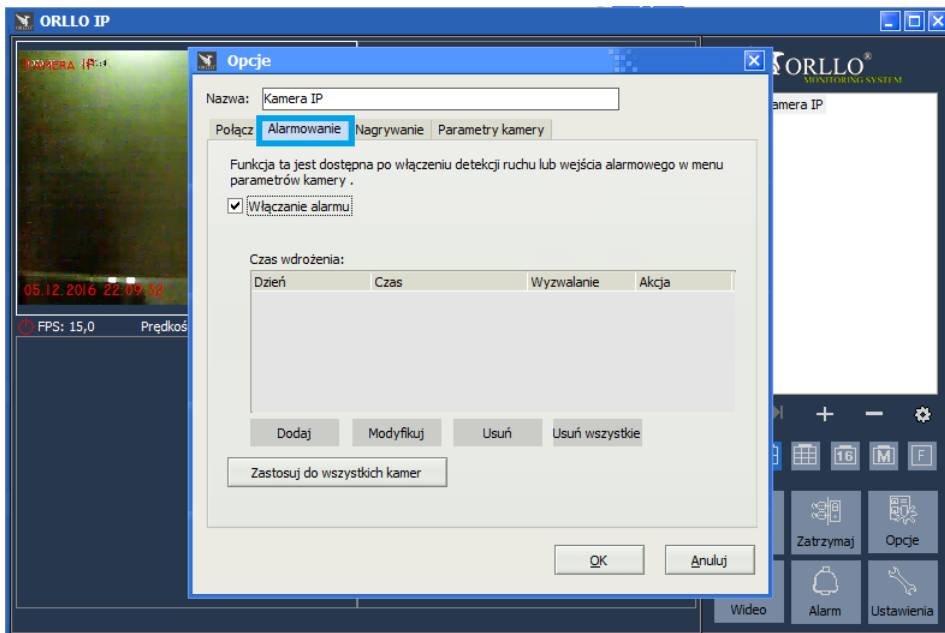 ORLLO IP
KAMERA IP
05.12.2016 22:09:52
FPS: 15,0
Opcje
Nazwa: Kamera IP
Połącz Alarmowanie Nagrywanie Parametry kamery
Funkcja ta jest dostępna po włączeniu detekcji ruchu lub wejścia alarmowego w menu
parametrów kamery .
Włączanie alarmu
Czas wdrożenia:
Dzień Czas Wyzwalanie Akcja
Dodaj Modyfikuj Usuń Usuń wszystkie
Zastosuj do wszystkich kamer
OK Anuluj
ORLLO®
MONITORING SYSTEM
IP
16 M F
Zatrzymaj Opcje
Wideo Alarm Ustawienia